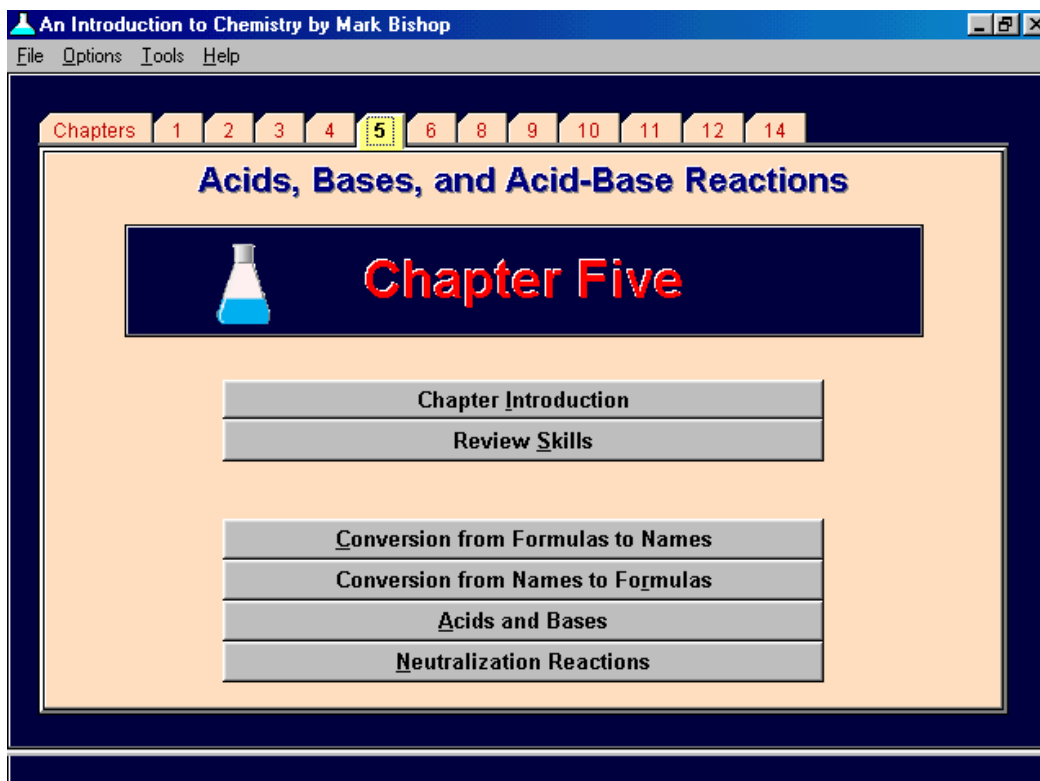 An Introduction to Chemistry by Mark Bishop
File Options Tools Help
Chapters 1 2 3 4 5 6 8 9 10 11 12 14
Acids, Bases, and Acid-Base Reactions
Chapter Five
Chapter Introduction
Review Skills
Conversion from Formulas to Names
Conversion from Names to Formulas
Acids and Bases
Neutralization Reactions